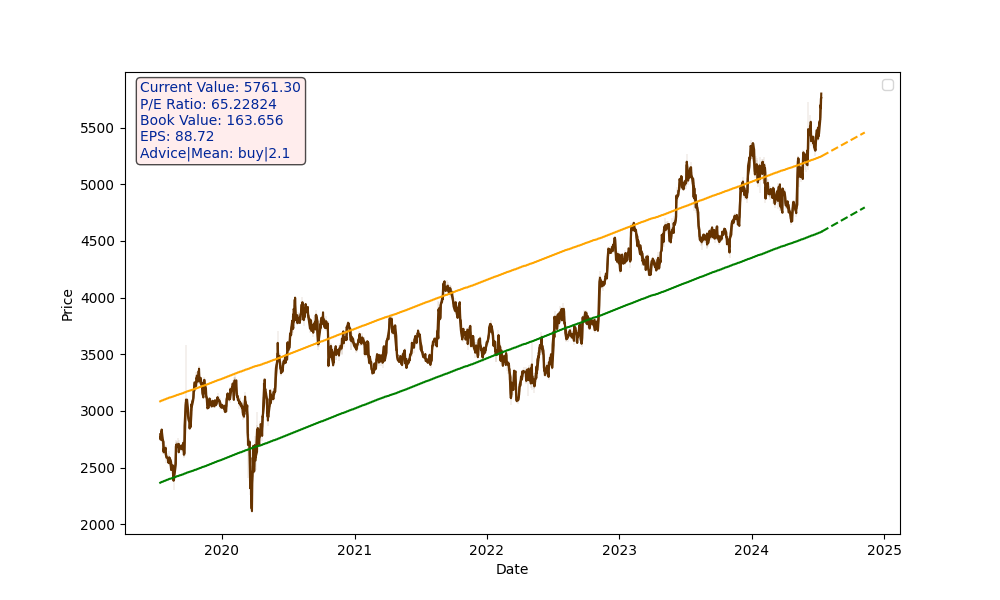 Current Value: 5761.30
P/E Ratio: 65.22824
Book Value: 163.656
EPS: 88.72
Advice|Mean: buy|2.1
Price
5500
5000
4500
4000
3500
3000
2500
2000
2020
2021
2022
2023
2024
2025
Date